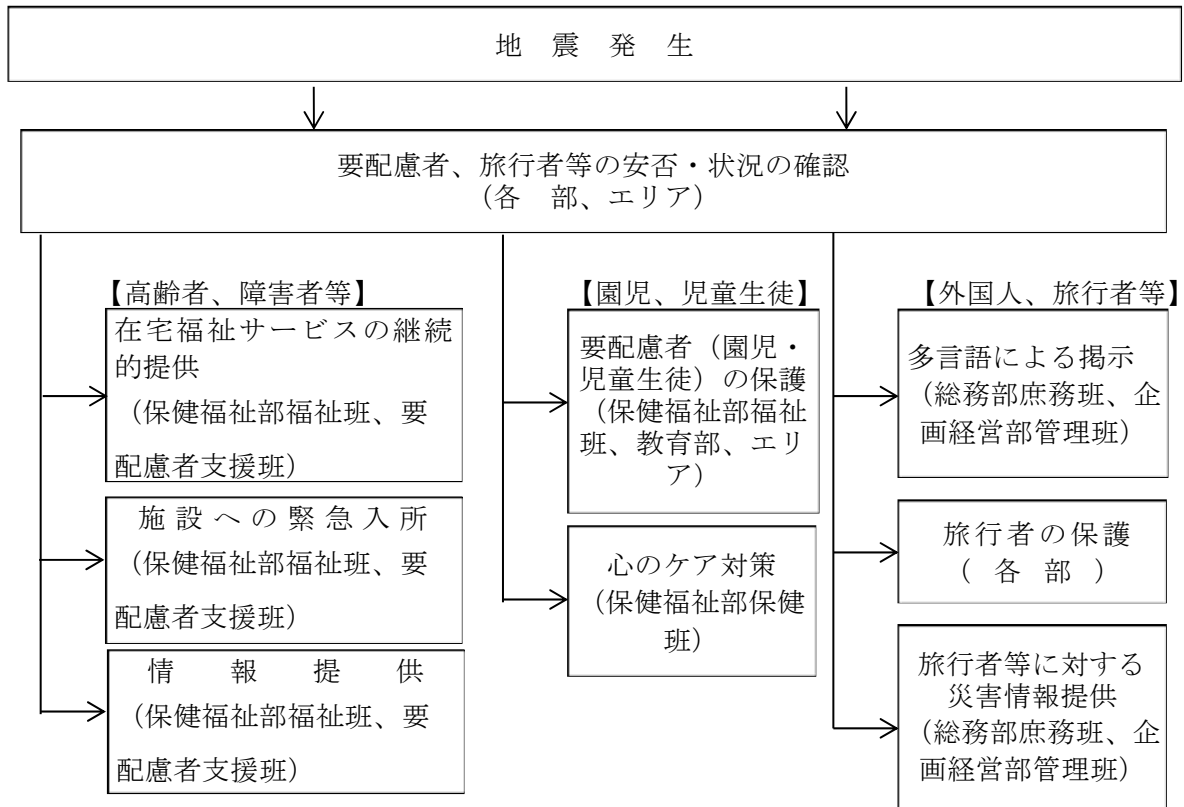 地　震　発　生
要配慮者、旅行者等の安否・状況の確認
（各　部、エリア）
【高齢者、障害者等】
在宅福祉サービスの継続
的提供
（保健福祉部福祉班、要
配慮者支援班）
施設への緊急入所
（保健福祉部福祉班、要
配慮者支援班）
情　報　提　供
（保健福祉部福祉班、要
配慮者支援班）
【園児、児童生徒】
要配慮者（園児・
児童生徒）の保護
（保健福祉部福祉
班、教育部、エリ
ア）
心のケア対策
（保健福祉部保健
班）
【外国人、旅行者等】
多言語による掲示
（総務部庶務班、企
画経営部管理班）
旅行者の保護
（　各　部　）
旅行者等に対する
災害情報提供
（総務部庶務班、企
画経営部管理班）